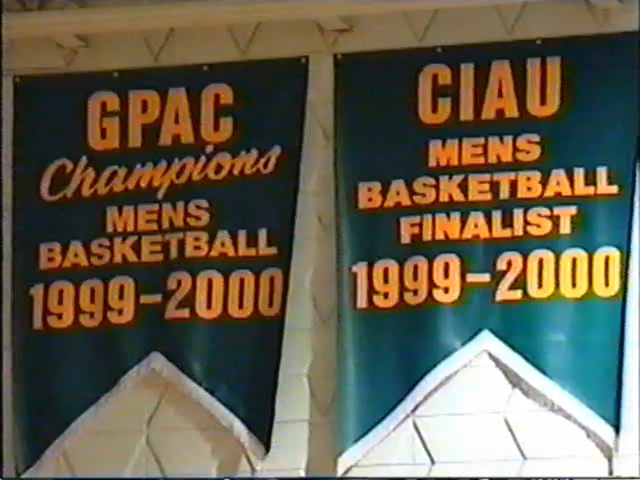 GPAC
Champions
MENS
BASKETBALL
1999-2000
CIAU
MENS
BASKETBALL
FINALIST
1999-2000